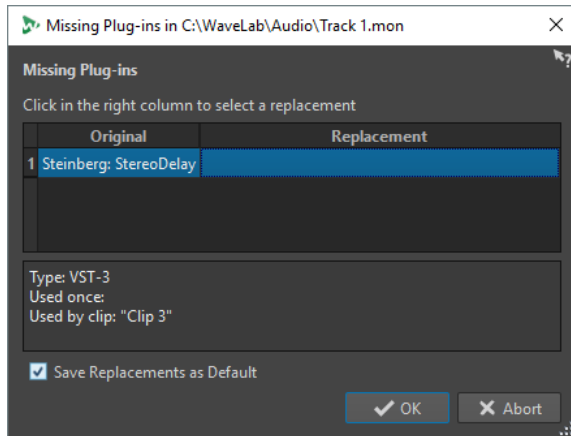 Missing Plug-ins in C:\WaveLab\Audio\Track 1.mon
Missing Plug-ins
Click in the right column to select a replacement
Original Replacement
1 Steinberg: StereoDelay
Type: VST-3
Used once:
Used by clip: "Clip 3"
Save Replacements as Default
OK Abort